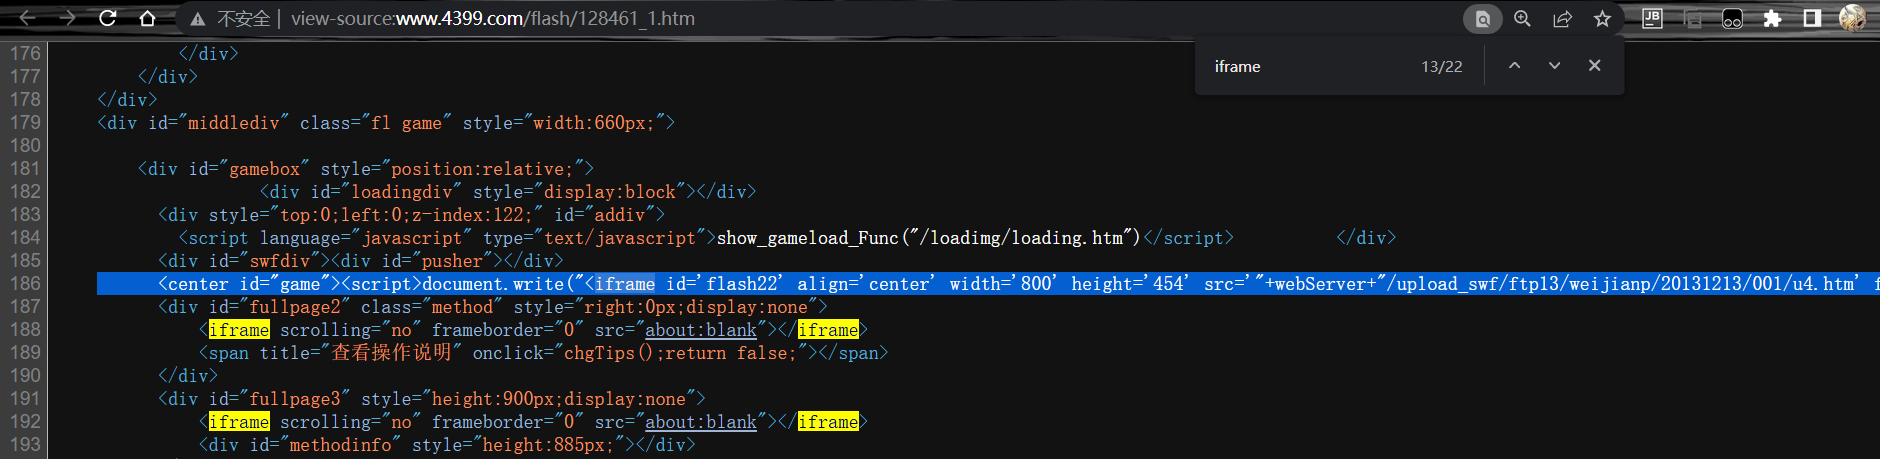 不安全 | view-source:www.4399.com/flash/128461_1.htm
JB
iframe 13/22
176 </div>
177 </div>
178 </div>
179 <div id="middlediv" class="fl game" style="width:660px;">
180
181 <div id="gamebox" style="position:relative;">
182 <div id="loadingdiv" style="display:block"></div>
183 <div style="top:0;left:0;z-index:122;" id="addiv">
184 <script language="javascript" type="text/javascript">show_gameload_Func("/loadimg/loading.htm")</script> </div>
185 <div id="swfdiv"><div id="pusher"></div>
186 <center id="game"><script>document.write("<iframe id='flash22' align='center' width='800' height='454' src='"+webServer+"/upload_swf/ftp13/weijianp/20131213/001/u4.htm' f
187 <div id="fullpage2" class="method" style="right:0px;display:none">
188 <iframe scrolling="no" frameborder="0" src="about:blank"></iframe>
189 <span title="查看操作说明" onclick="chgTips();return false;"></span>
190 </div>
191 <div id="fullpage3" style="height:900px;display:none">
192 <iframe scrolling="no" frameborder="0" src="about:blank"></iframe>
193 <div id="methodinfo" style="height:885px;"></div>